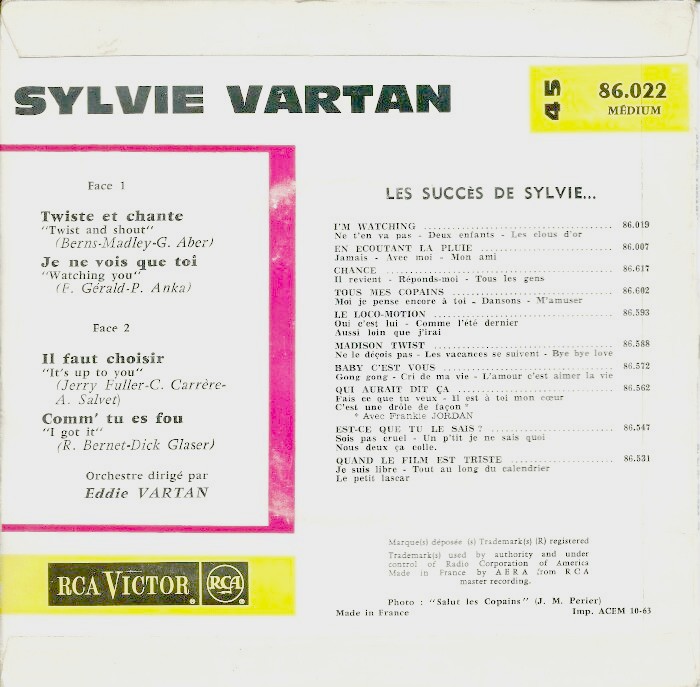 SYLVIE VARTAN
45
86.022
MÉDIUM
Face 1
Twiste et chante
"Twist and shout"
(Berns-Madley-G. Aber)
Je ne vois que toi
"Watching you"
(F. Gérald-P. Anka)
Face 2
Il faut choisir
"It's up to you"
(Jerry Fuller-C. Carrère-
A. Salvet)
Comm' tu es fou
"I got it"
(R. Bernet-Dick Glaser)
Orchestre dirigé par
Eddie VARTAN
RCA VICTOR ® RCA ®
LES SUCCÈS DE SYLVIE...
I'M WATCHING ........ 86.019
Ne t'en va pas - Deux enfants - Les clous d'or
EN ECOUTANT LA PLUIE ........ 86.007
Jamais - Avec moi - Mon ami
CHANCE ........ 86.617
Il revient - Réponds-moi - Tous les gens
TOUS MES COPAINS ........ 86.602
Moi je pense encore à toi - Dansons - M'amuser
LE LOCO-MOTION ........ 86.593
Oui c'est lui - Comme l'été dernier
Aussi loin que j'irai
MADISON TWIST ........ 86.588
Ne le déçois pas - Les vacances se suivent - Bye bye love
BABY C'EST VOUS ........ 86.572
Gong gong - Cri de ma vie - L'amour c'est aimer la vie
QUI AURAIT DIT ÇA ........ 86.562
Fais ce que tu veux - Il est à toi mon cœur
C'est une drôle de façon *
* Avec Frankie JORDAN
EST-CE QUE TU LE SAIS ? ........ 86.547
Sois pas cruel - Un p'tit je ne sais quoi
Nous deux ça colle.
QUAND LE FILM EST TRISTE ........ 86.531
Je suis libre - Tout au long du calendrier
Le petit lascar
Marque(s) déposée (s) Trademark(s) (R) registered
Trademark(s) used by authority and under
control of Radio Corporation of America
Made in France by AERA from RCA
master recording.
Photo : "Salut les Copains" (J. M. Perier)
Made in France Imp. ACEM 10-63